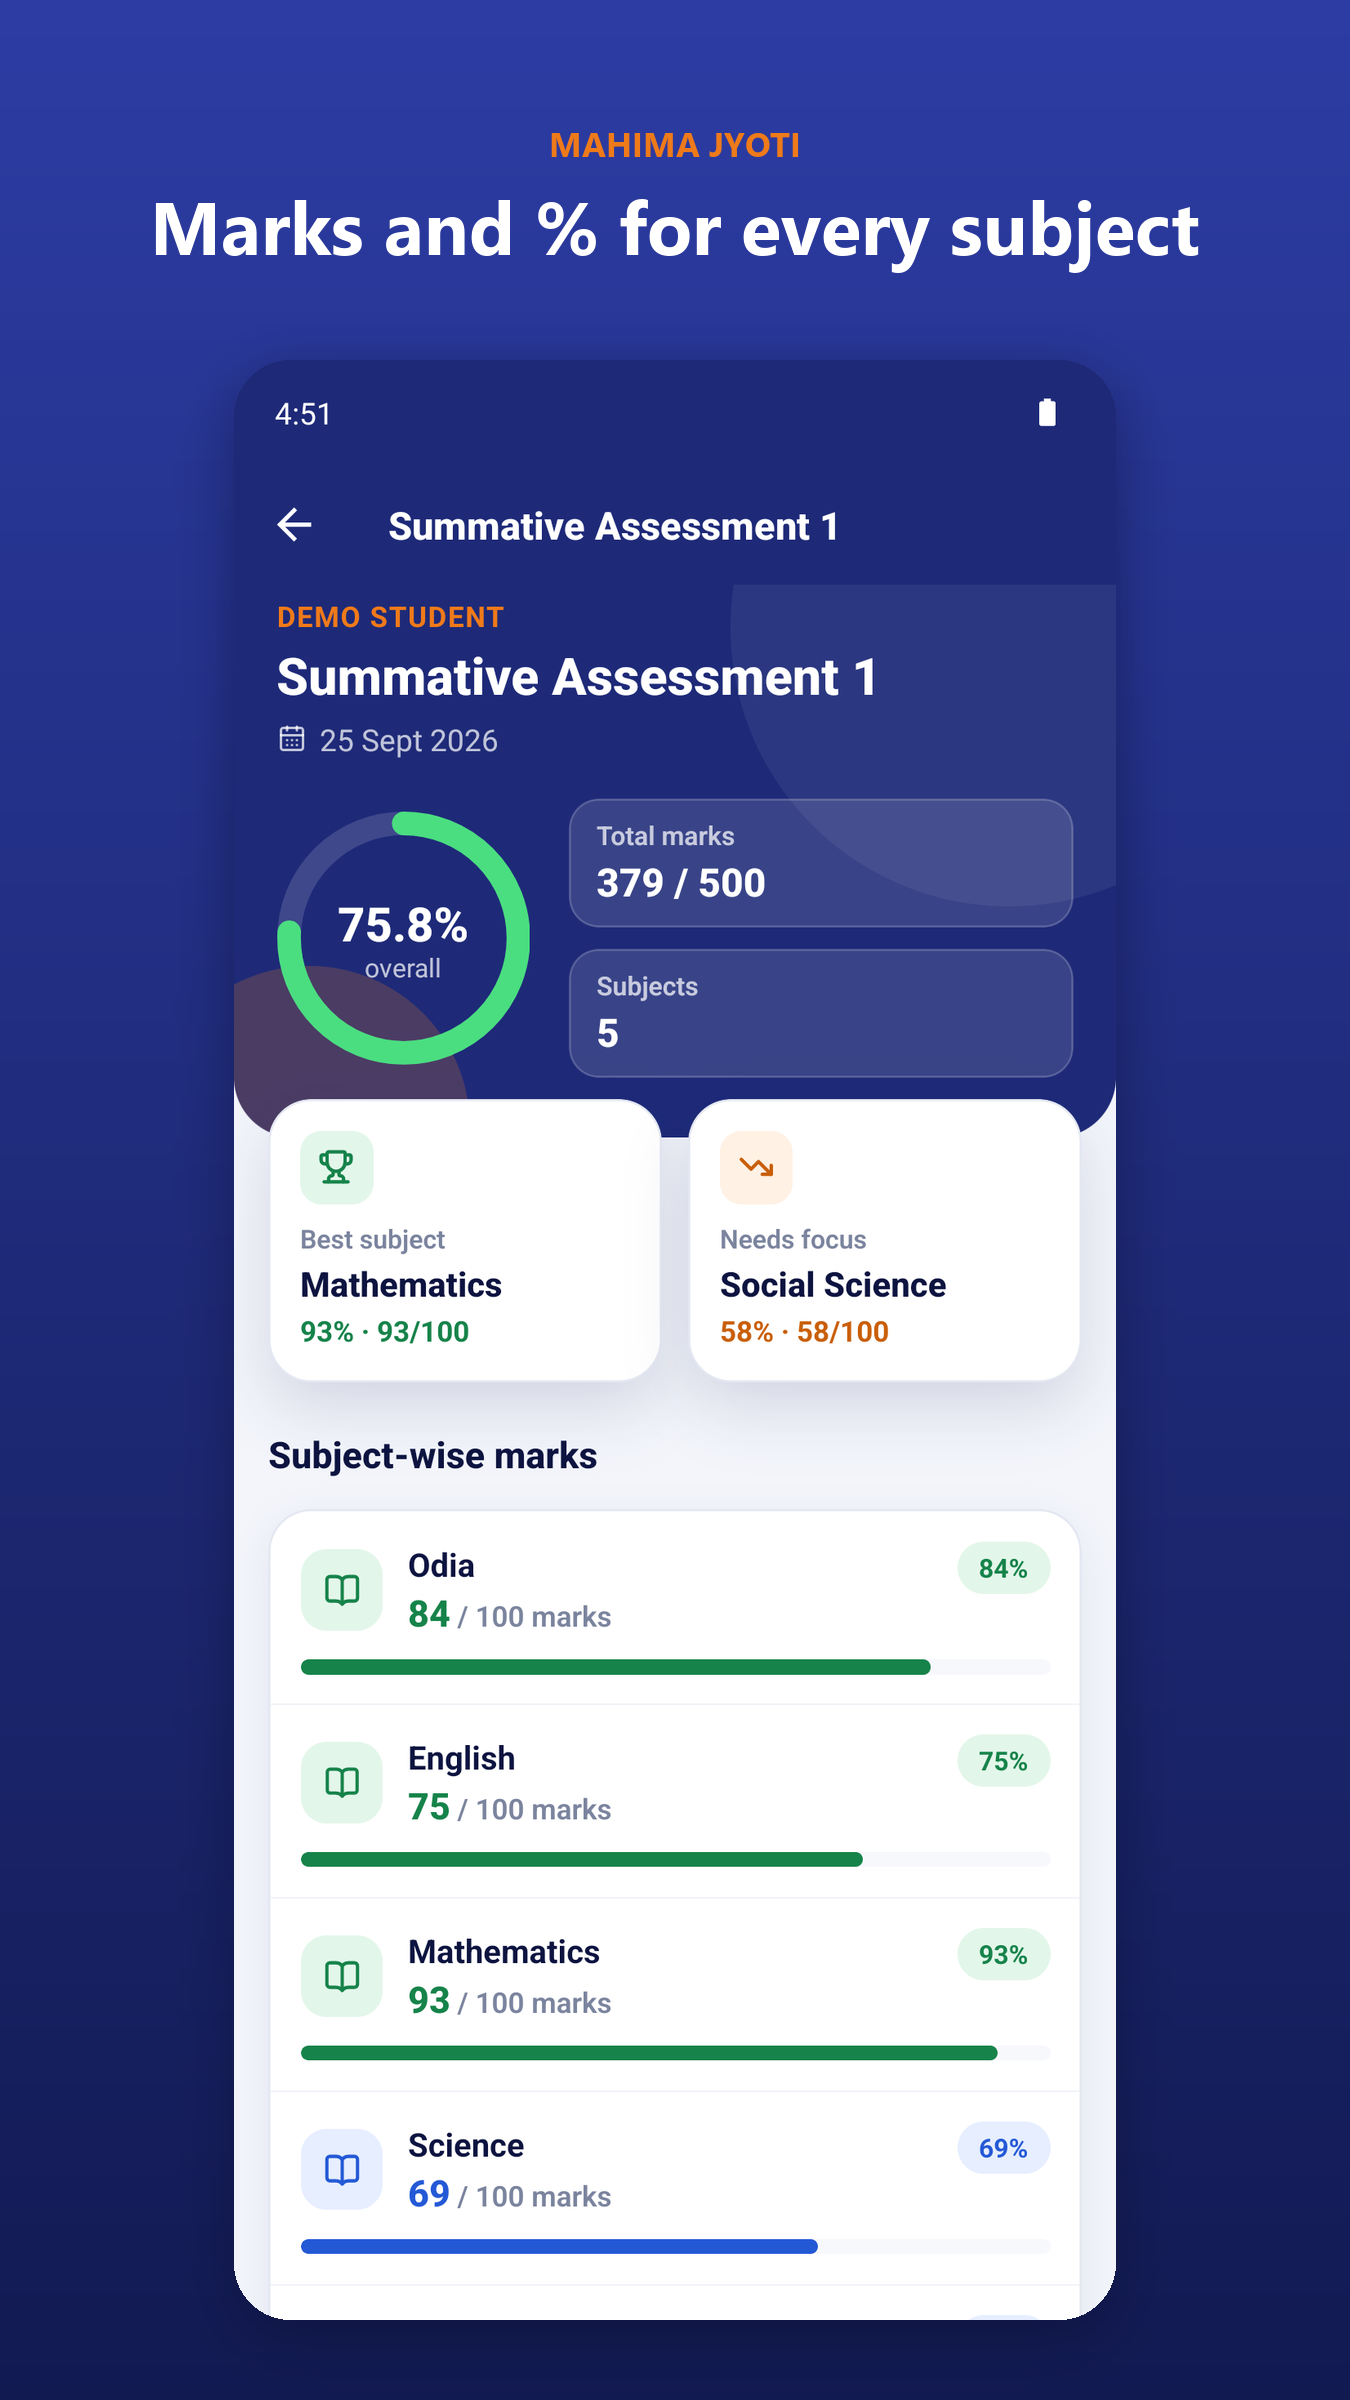 MAHIMA JYOTI
Marks and % for every subject
4:51
Summative Assessment 1
DEMO STUDENT
Summative Assessment 1
25 Sept 2026
75.8%
overall
Total marks
379 / 500
Subjects
5
Best subject
Mathematics
93% · 93/100
Needs focus
Social Science
58% · 58/100
Subject-wise marks
Odia
84%
84 / 100 marks
English
75%
75 / 100 marks
Mathematics
93%
93 / 100 marks
Science
69%
69 / 100 marks